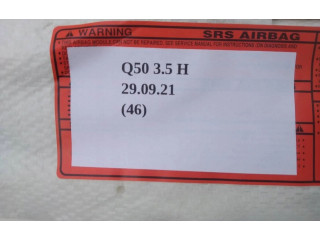 WARNING
SRS AIRBAG
Q50 3.5 H
29.09.21
(46)